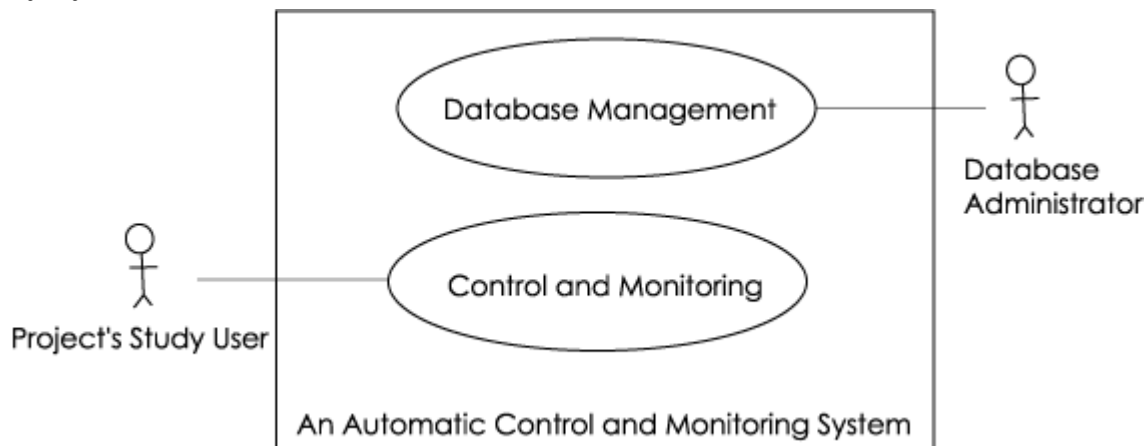 Database Management
Database
Administrator
Control and Monitoring
Project's Study User
An Automatic Control and Monitoring System